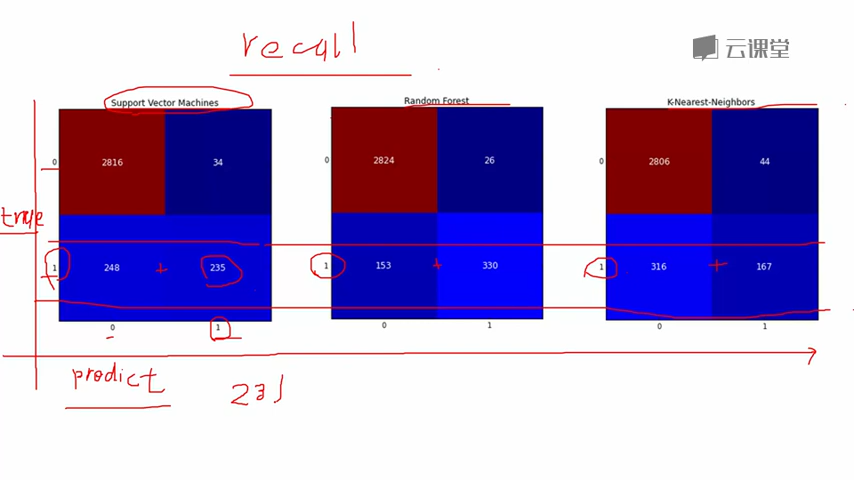 recall
云课堂
Support Vector Machines
Random Forest
K-Nearest-Neighbors
0 2816 34
0 2824 26
0 2806 44
true
1 248 + 235
1 153 + 330
1 316 + 167
0 1
0 1
0 1
predict
235